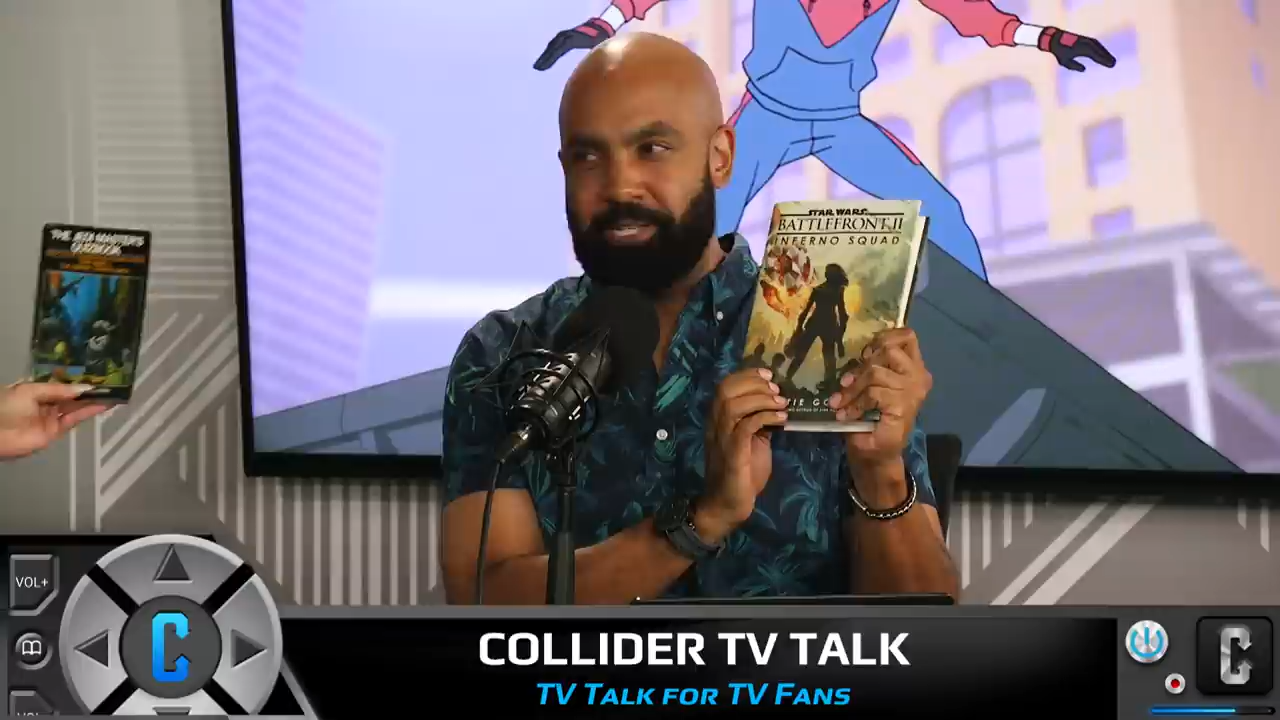 THE JEDI MASTER'S
QUIZBOOK
STAR WARS
BATTLEFRONT II
INFERNO SQUAD
VOL+
COLLIDER TV TALK
TV TALK FOR TV FANS